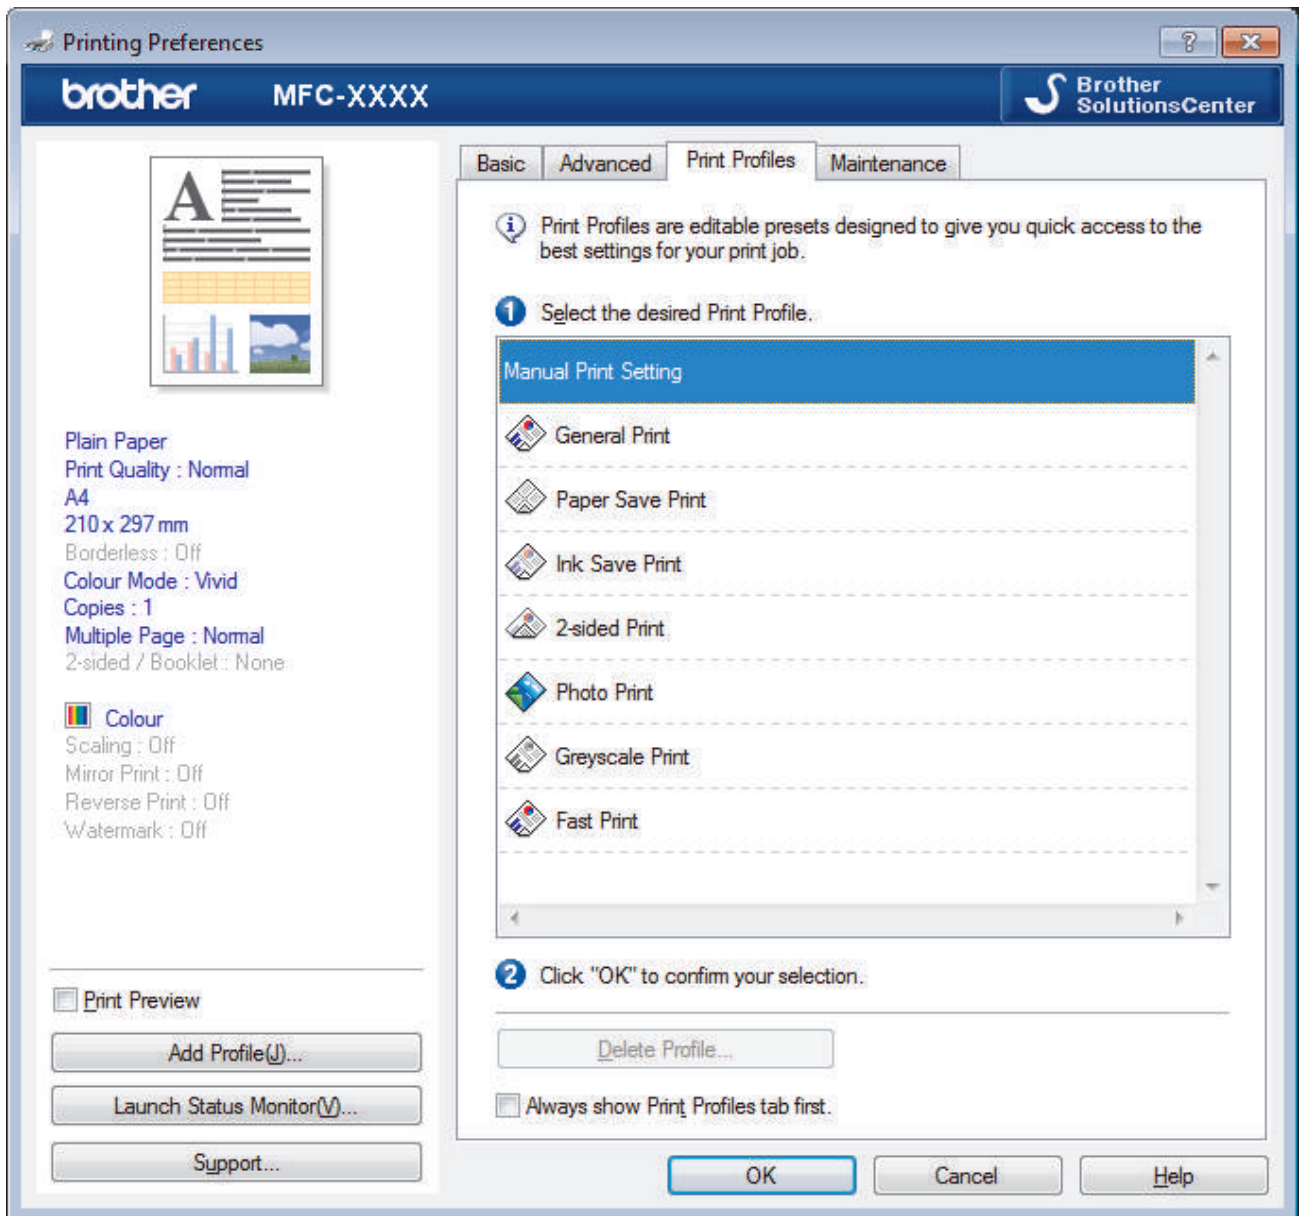 Printing Preferences
brother MFC-XXXX
Brother
SolutionsCenter
Basic
Advanced
Print Profiles
Maintenance
A
Plain Paper
Print Quality : Normal
A4
210 x 297 mm
Borderless : Off
Colour Mode : Vivid
Copies : 1
Multiple Page : Normal
2-sided / Booklet : None
Colour
Scaling : Off
Mirror Print : Off
Reverse Print : Off
Watermark : Off
Print Preview
Add Profile(J)...
Launch Status Monitor(V)...
Support...
Print Profiles are editable presets designed to give you quick access to the
best settings for your print job.
1 Select the desired Print Profile.
Manual Print Setting
General Print
Paper Save Print
Ink Save Print
2-sided Print
Photo Print
Greyscale Print
Fast Print
2 Click "OK" to confirm your selection.
Delete Profile...
Always show Print Profiles tab first.
OK
Cancel
Help